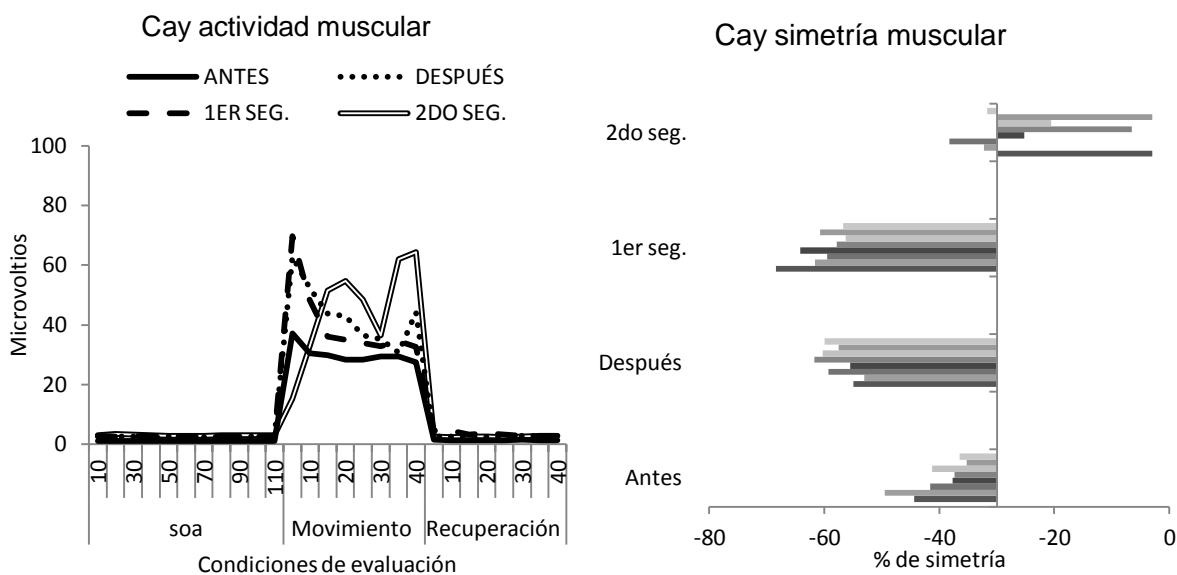 Cay actividad muscular
ANTES
DESPUÉS
1ER SEG.
2DO SEG.
100
80
60
40
20
0
Microvoltios
10
30
50
70
90
110
10
20
30
40
10
20
30
40
soa
Movimiento
Recuperación
Condiciones de evaluación
Cay simetría muscular
2do seg.
1er seg.
Después
Antes
-80
-60
-40
-20
0
% de simetría